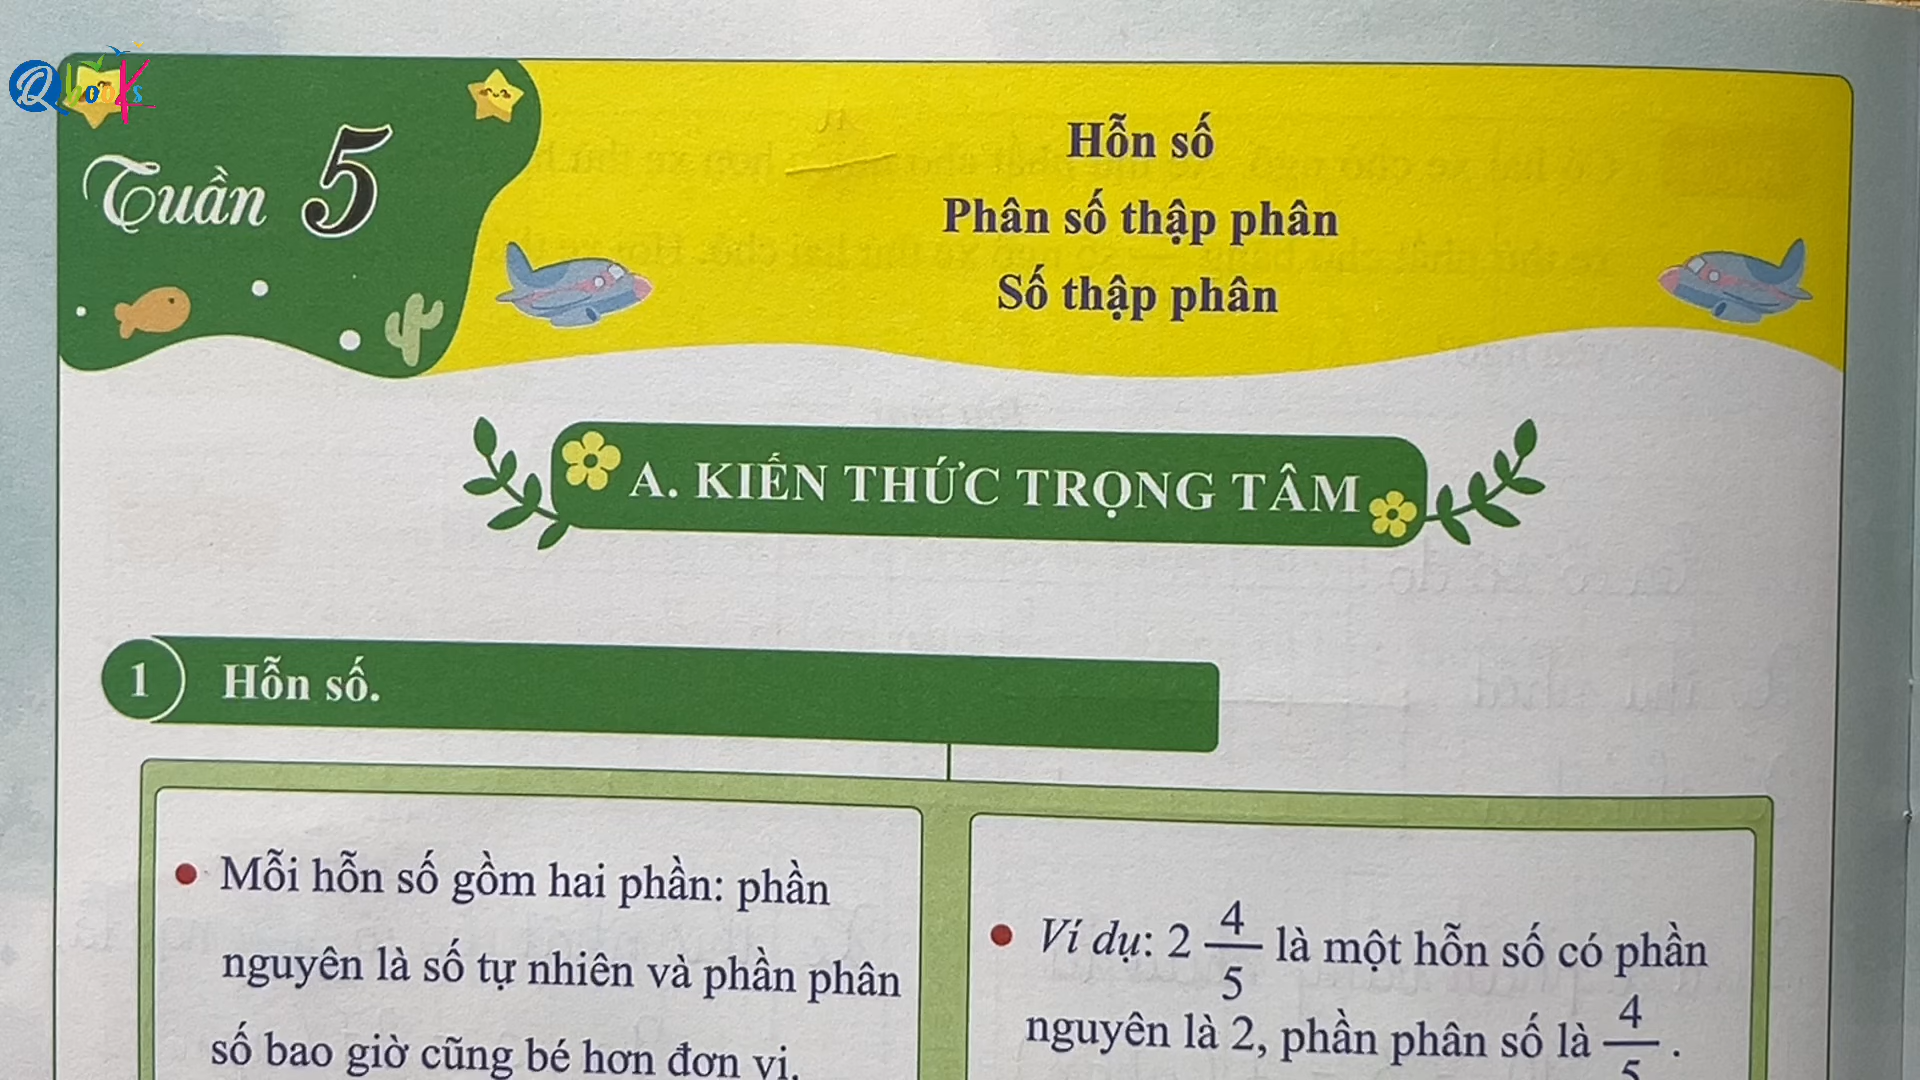 Qbooks
Tuần 5
Hỗn số
Phân số thập phân
Số thập phân
A. KIẾN THỨC TRỌNG TÂM
1 Hỗn số.
• Mỗi hỗn số gồm hai phần: phần
nguyên là số tự nhiên và phần phân
số bao giờ cũng bé hơn đơn vị.
• Ví dụ: 2 4/5 là một hỗn số có phần
nguyên là 2, phần phân số là 4/5 .